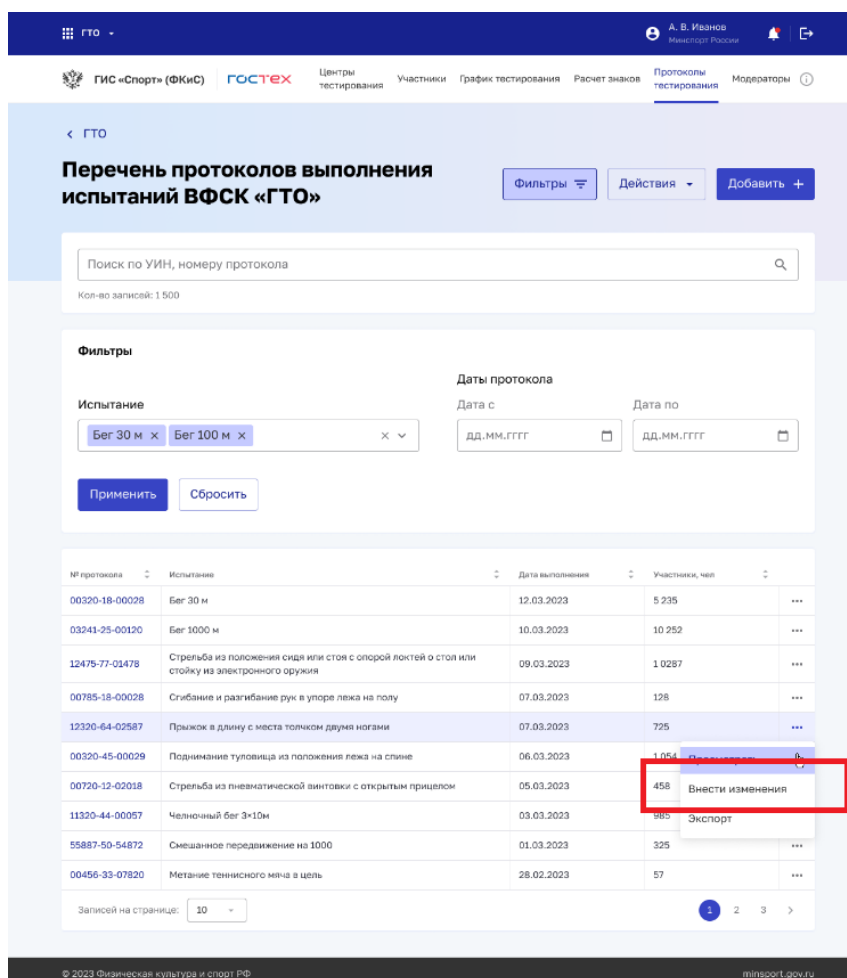 ГТО
А. В. Иванов
Минспорт России
ГИС «Спорт» (ФКиС)
ГОСТЕХ
Центры
тестирования
Участники
График тестирования
Расчет знаков
Протоколы
тестирования
Модераторы
ГТО
Перечень протоколов выполнения
испытаний ВФСК «ГТО»
Фильтры
Действия
Добавить +
Поиск по УИН, номеру протокола
Кол-во записей: 1 500
Фильтры
Даты протокола
Испытание
Дата с
Дата по
Бег 30 м × Бег 100 м ×
дд.мм.гггг
дд.мм.гггг
Применить
Сбросить
№ протокола Испытание Дата выполнения Участники, чел
00320-18-00028 Бег 30 м 12.03.2023 5 235
03241-25-00120 Бег 1000 м 10.03.2023 10 252
12475-77-01478 Стрельба из положения сидя или стоя с опорой локтей о стол или
стойку из электронного оружия 09.03.2023 1 0287
00785-18-00028 Сгибание и разгибание рук в упоре лежа на полу 07.03.2023 128
12320-64-02587 Прыжок в длину с места толчком двумя ногами 07.03.2023 725
00320-45-00029 Поднимание туловища из положения лежа на спине 06.03.2023 1 054
Просмотреть
00720-12-02018 Стрельба из пневматической винтовки с открытым прицелом 05.03.2023 458
Внести изменения
11320-44-00057 Челночный бег 3×10м 03.03.2023 985
Экспорт
55887-50-54872 Смешанное передвижение на 1000 01.03.2023 325
00456-33-07820 Метание теннисного мяча в цель 28.02.2023 57
Записей на странице: 10
1 2 3 >
© 2023 Физическая культура и спорт РФ
minsport.gov.ru